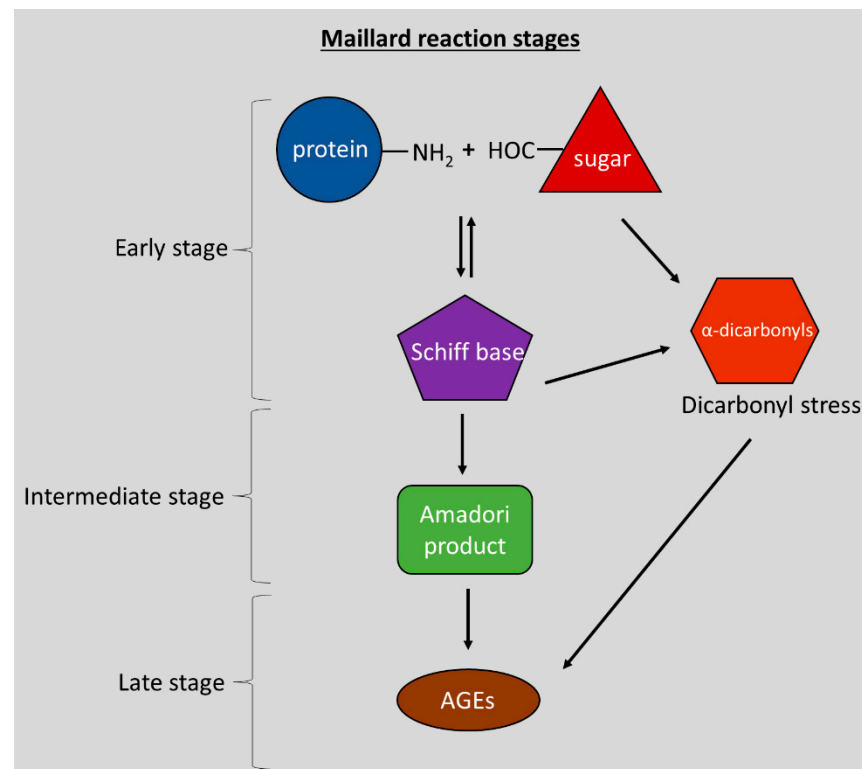 Maillard reaction stages
protein
NH₂ + HOC
sugar
Early stage
Schiff base
α-dicarbonyls
Dicarbonyl stress
Intermediate stage
Amadori
product
Late stage
AGEs